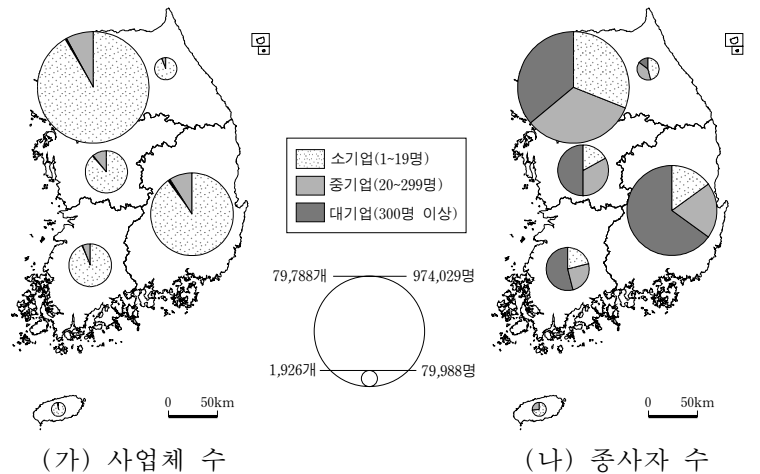 소기업(1~19명)
중기업(20~299명)
대기업(300명 이상)
79,788개
974,029명
1,926개
79,988명
0 50km
0 50km
(가) 사업체 수
(나) 종사자 수